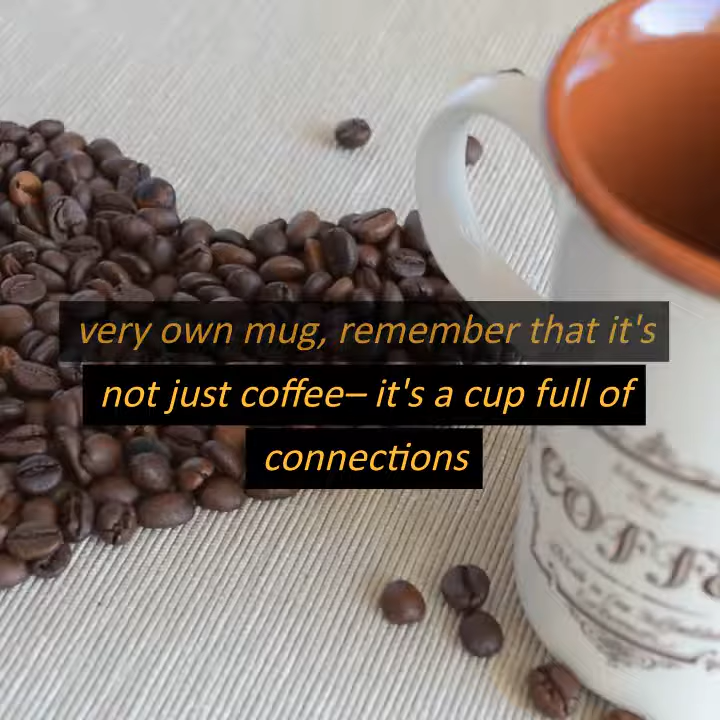 very own mug, remember that it's
not just coffee– it's a cup full of
connections